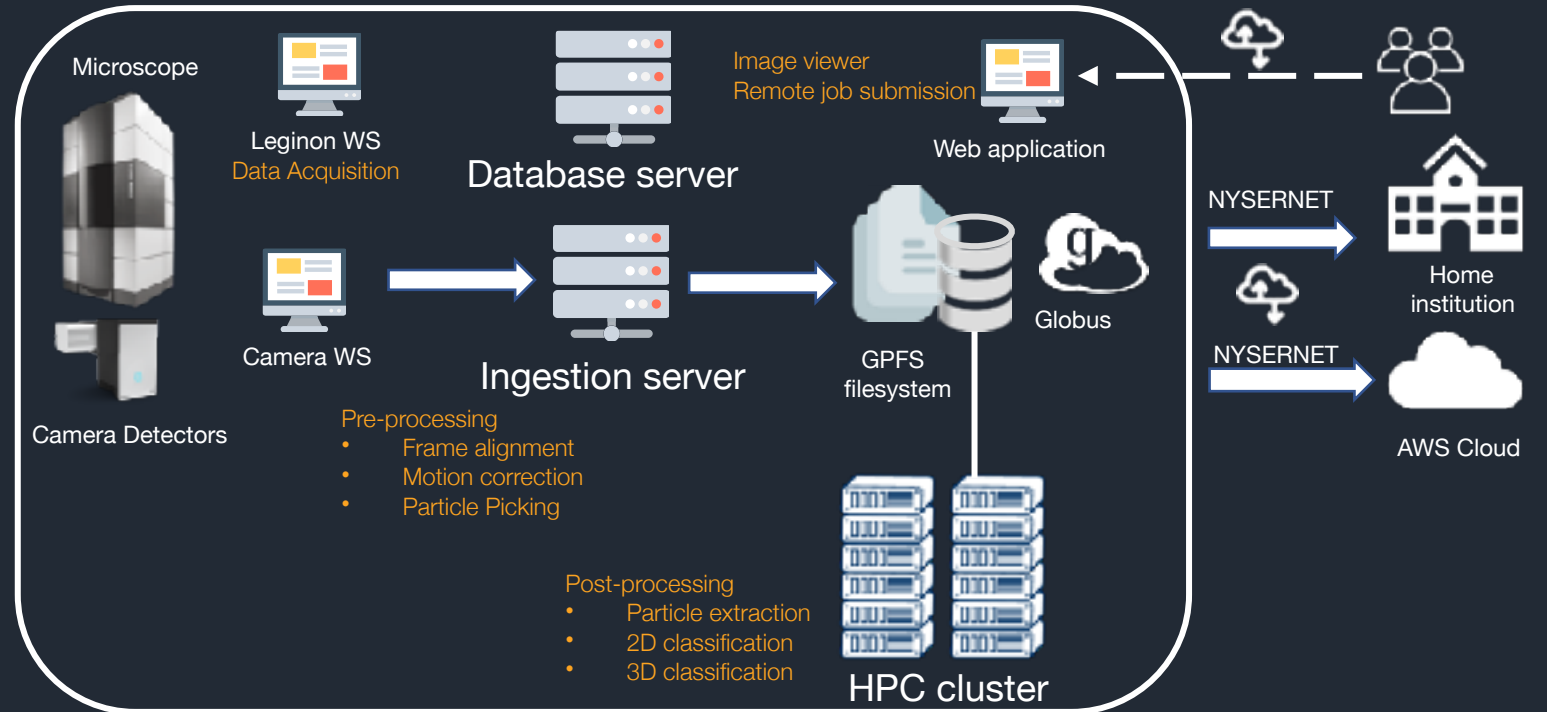 Microscope
Leginon WS
Data Acquisition
Database server
Image viewer
Remote job submission
Web application
Camera WS
Ingestion server
GPFS
filesystem
g
Globus
NYSERNET
Home
institution
NYSERNET
AWS Cloud
Camera Detectors
Pre-processing
• Frame alignment
• Motion correction
• Particle Picking
Post-processing
• Particle extraction
• 2D classification
• 3D classification
HPC cluster